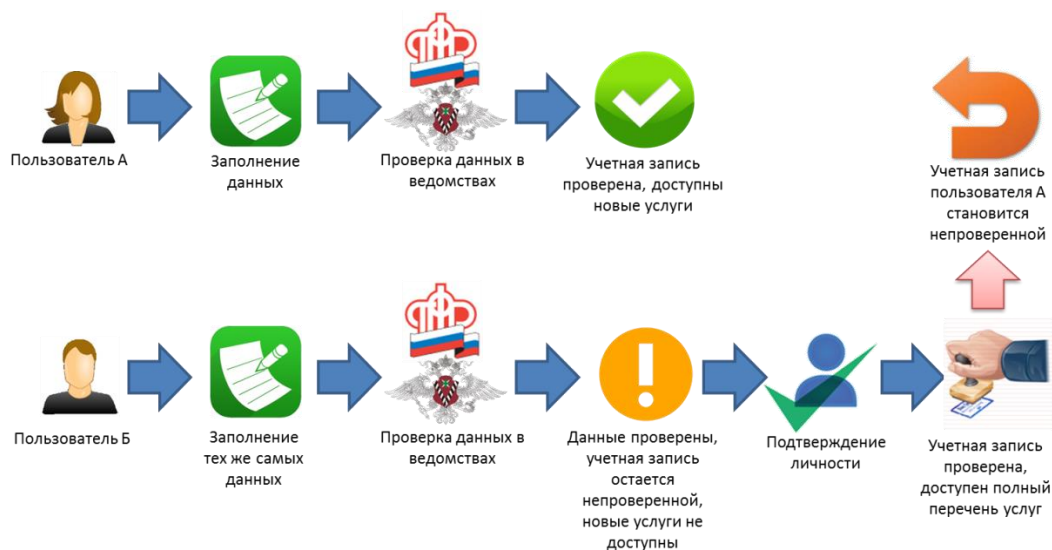 Пользователь А
Заполнение
данных
Проверка данных в
ведомствах
Учетная запись
проверена, доступны
новые услуги
Учетная запись
пользователя А
становится
непроверенной
Пользователь Б
Заполнение
тех же самых
данных
Проверка данных в
ведомствах
Данные проверены,
учетная запись
остается
непроверенной,
новые услуги не
доступны
Подтверждение
личности
Учетная запись
проверена,
доступен полный
перечень услуг